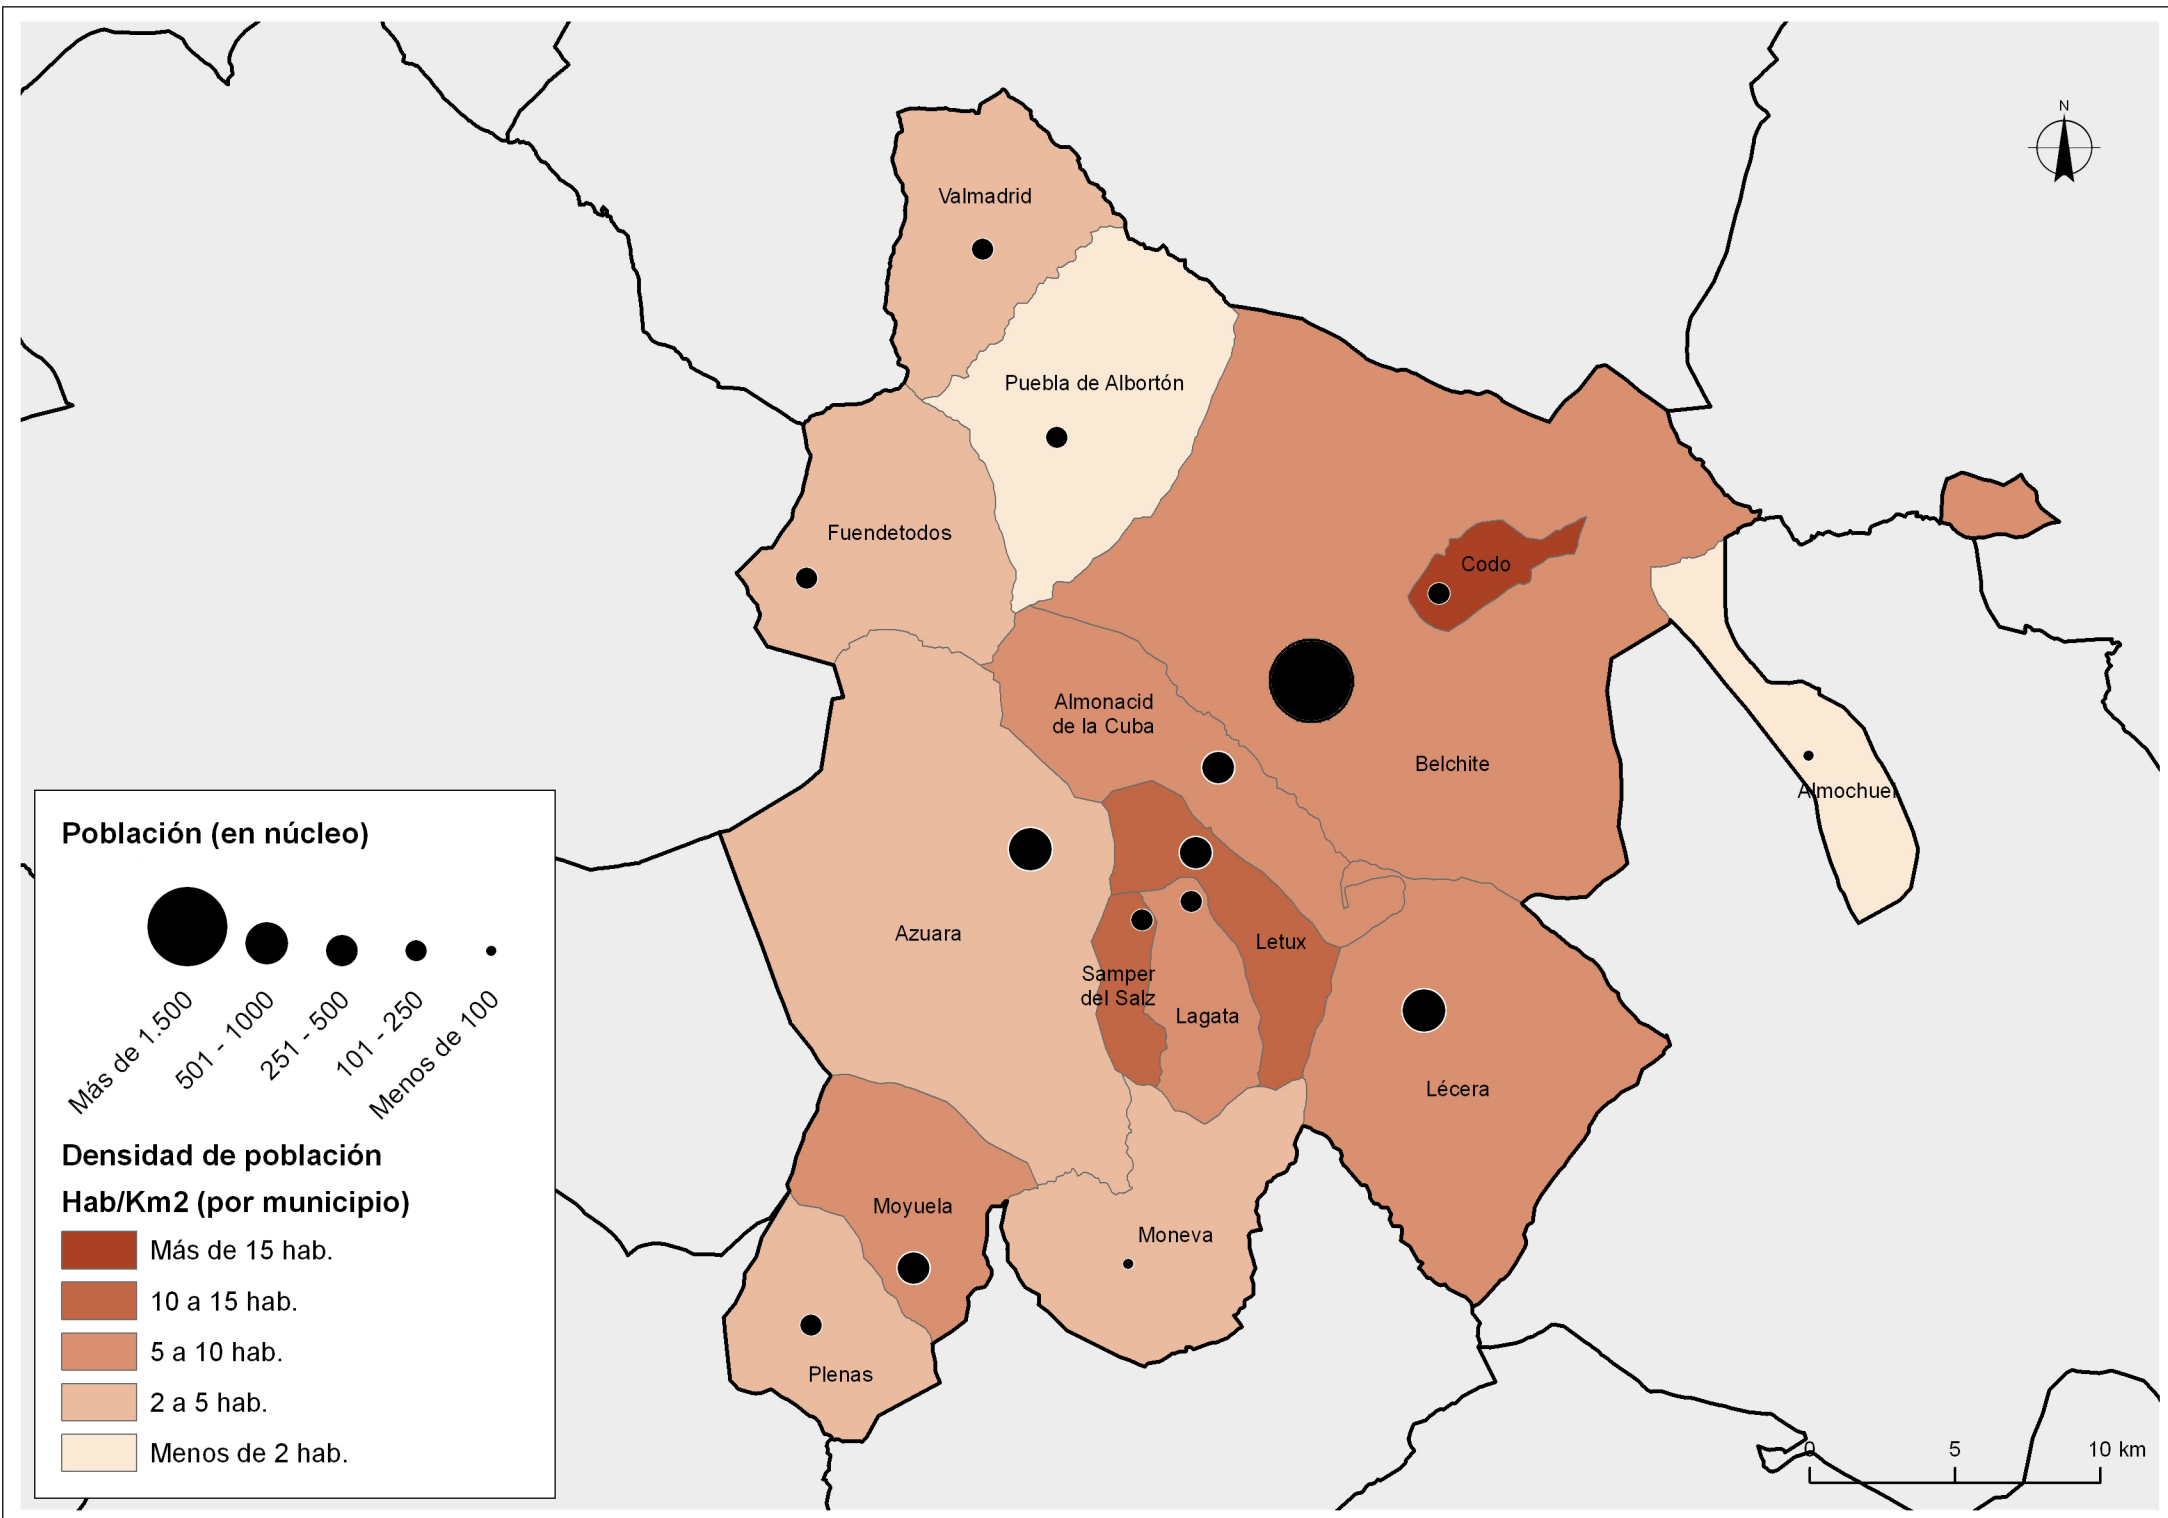 N
Valmadrid
Puebla de Albortón
Fuendetodos
Codo
Almonacid
de la Cuba
Belchite
Almochuel
Azuara
Letux
Samper
del Salz
Lagata
Lécera
Moyuela
Moneva
Plenas
Población (en núcleo)
Más de 1.500
501 - 1000
251 - 500
101 - 250
Menos de 100
Densidad de población
Hab/Km2 (por municipio)
Más de 15 hab.
10 a 15 hab.
5 a 10 hab.
2 a 5 hab.
Menos de 2 hab.
0 5 10 km